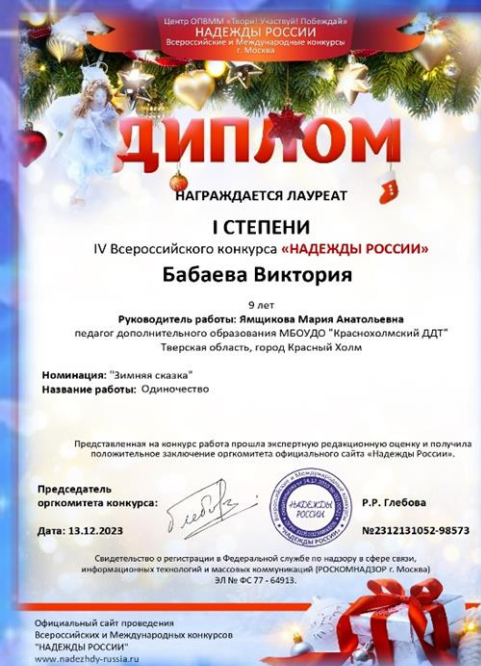 Центр ОПВММ «Твори! Участвуй! Побеждай»
НАДЕЖДЫ РОССИИ
Всероссийские и Международные конкурсы
г. Москва
ДИПЛОМ
НАГРАЖДАЕТСЯ ЛАУРЕАТ
I СТЕПЕНИ
IV Всероссийского конкурса «НАДЕЖДЫ РОССИИ»
Бабаева Виктория
9 лет
Руководитель работы: Ямщикова Мария Анатольевна
педагог дополнительного образования МБОУДО "Краснохолмский ДДТ"
Тверская область, город Красный Холм
Номинация: "Зимняя сказка"
Название работы: Одиночество
Представленная на конкурс работа прошла экспертную редакционную оценку и получила
положительное заключение оргкомитета официального сайта «Надежды России».
Председатель
оргкомитета конкурса:
НАДЕЖДЫ
РОССИИ
Р.Р. Глебова
Дата: 13.12.2023
№2312131052-98573
Свидетельство о регистрации в Федеральной службе по надзору в сфере связи,
информационных технологий и массовых коммуникаций (РОСКОМНАДЗОР г. Москва)
ЭЛ № ФС 77 - 64913.
Официальный сайт проведения
Всероссийских и Международных конкурсов
"НАДЕЖДЫ РОССИИ"
www.nadezhdy-russia.ru